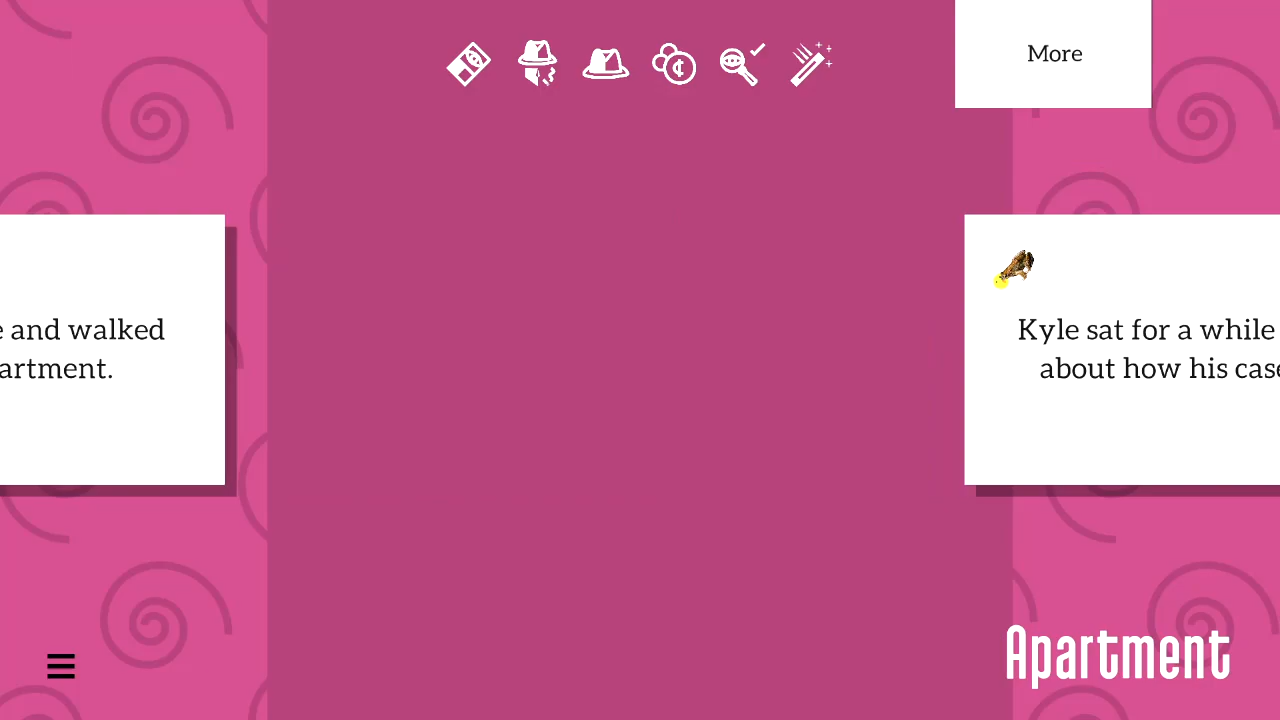 More
and walked
artment.
Kyle sat for a while
about how his case
Apartment